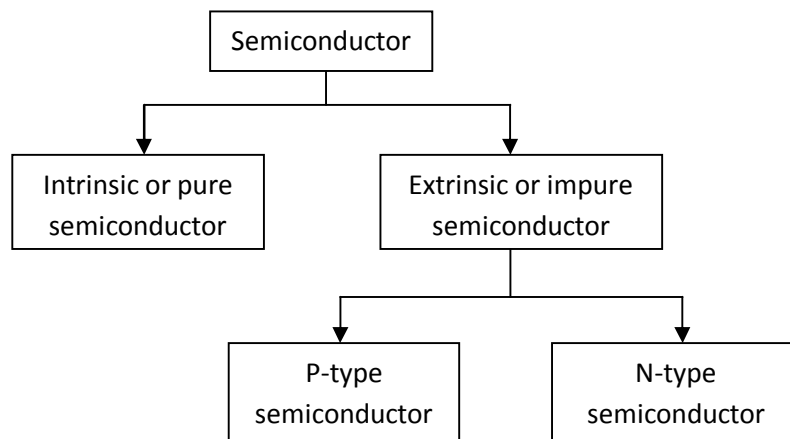 Semiconductor
Intrinsic or pure
semiconductor
Extrinsic or impure
semiconductor
P-type
semiconductor
N-type
semiconductor